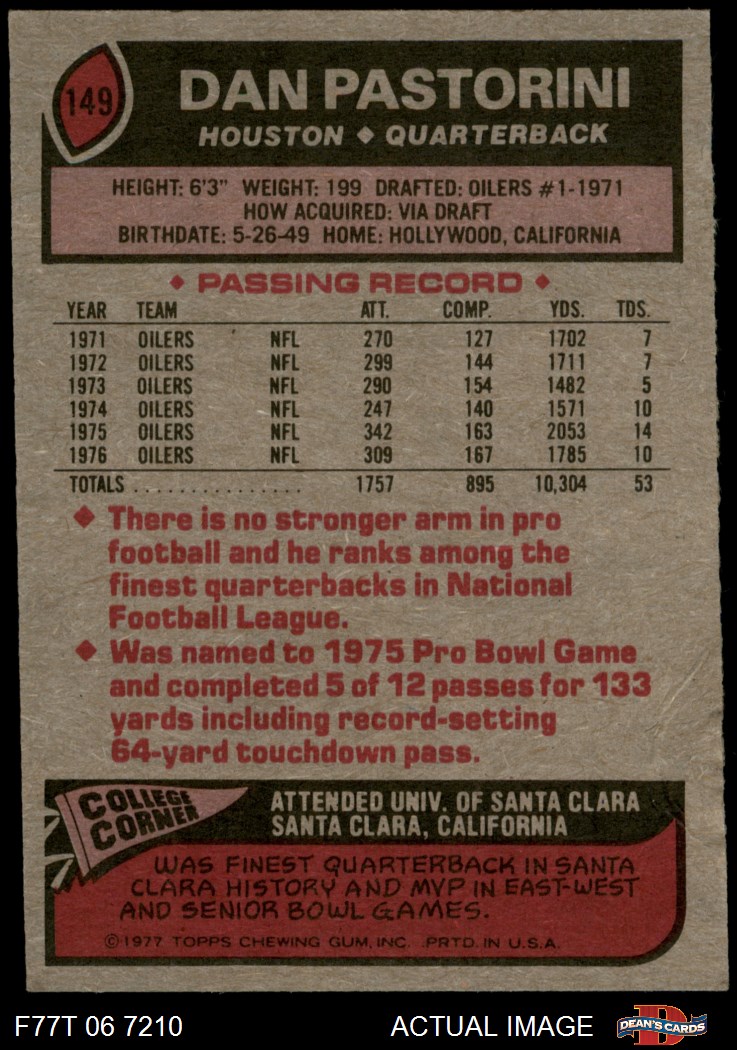 149
DAN PASTORINI
HOUSTON ◆ QUARTERBACK
HEIGHT: 6'3" WEIGHT: 199 DRAFTED: OILERS #1-1971
HOW ACQUIRED: VIA DRAFT
BIRTHDATE: 5-26-49 HOME: HOLLYWOOD, CALIFORNIA
◆ PASSING RECORD ◆
YEAR TEAM ATT. COMP. YDS. TDS.
1971 OILERS NFL 270 127 1702 7
1972 OILERS NFL 299 144 1711 7
1973 OILERS NFL 290 154 1482 5
1974 OILERS NFL 247 140 1571 10
1975 OILERS NFL 342 163 2053 14
1976 OILERS NFL 309 167 1785 10
TOTALS ................ 1757 895 10,304 53
◆ There is no stronger arm in pro
football and he ranks among the
finest quarterbacks in National
Football League.
◆ Was named to 1975 Pro Bowl Game
and completed 5 of 12 passes for 133
yards including record-setting
64-yard touchdown pass.
COLLEGE
CORNER
ATTENDED UNIV. OF SANTA CLARA
SANTA CLARA, CALIFORNIA
WAS FINEST QUARTERBACK IN SANTA
CLARA HISTORY AND MVP IN EAST-WEST
AND SENIOR BOWL GAMES.
©1977 TOPPS CHEWING GUM, INC. PRTD. IN U.S.A.
F77T 06 7210 ACTUAL IMAGE
D
DEAN'S CARDS